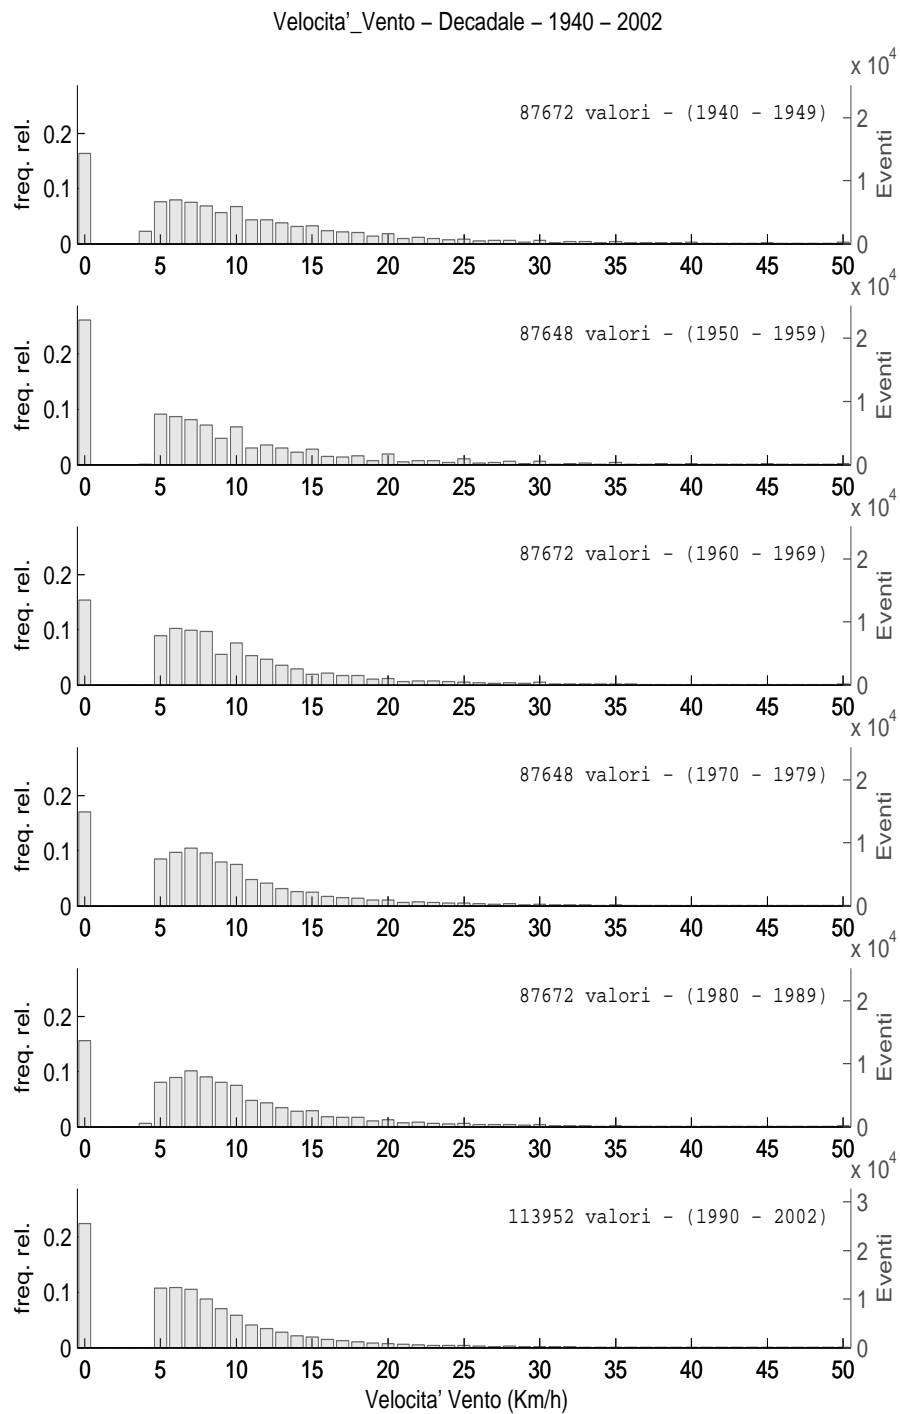 Velocita'_Vento – Decadale – 1940 – 2002
x 10^4
87672 valori – (1940 – 1949)
freq. rel.
0.2
0.1
0
2
1
0
Eventi
0 5 10 15 20 25 30 35 40 45 50
x 10^4
87648 valori – (1950 – 1959)
freq. rel.
0.2
0.1
0
2
1
0
Eventi
0 5 10 15 20 25 30 35 40 45 50
x 10^4
87672 valori – (1960 – 1969)
freq. rel.
0.2
0.1
0
2
1
0
Eventi
0 5 10 15 20 25 30 35 40 45 50
x 10^4
87648 valori – (1970 – 1979)
freq. rel.
0.2
0.1
0
2
1
0
Eventi
0 5 10 15 20 25 30 35 40 45 50
x 10^4
87672 valori – (1980 – 1989)
freq. rel.
0.2
0.1
0
2
1
0
Eventi
0 5 10 15 20 25 30 35 40 45 50
x 10^4
113952 valori – (1990 – 2002)
freq. rel.
0.2
0.1
0
3
2
1
0
Eventi
0 5 10 15 20 25 30 35 40 45 50
Velocita' Vento (Km/h)